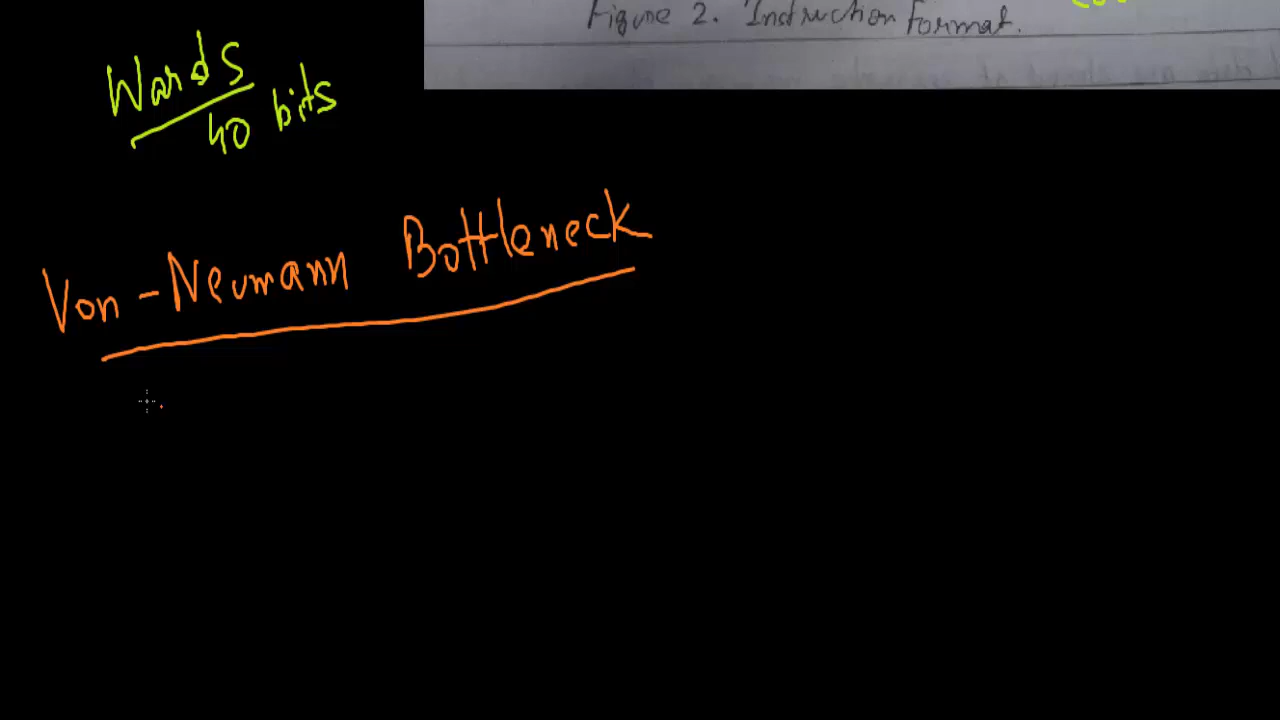 Figure 2. Instruction Format.
Words
40 bits
Von-Neumann Bottleneck